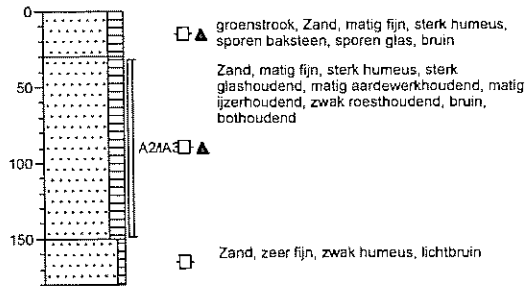 0
groenstrook, Zand, matig fijn, sterk humeus,
sporen baksteen, sporen glas, bruin
Zand, matig fijn, sterk humeus, sterk
glashoudend, matig aardewerkhoudend, matig
ijzerhoudend, zwak roesthoudend, bruin,
bothoudend
50
A2/A3
100
150
Zand, zeer fijn, zwak humeus, lichtbruin